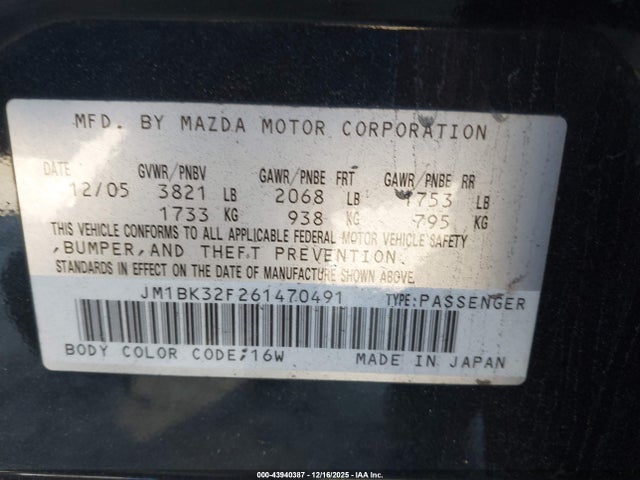 MFD. BY MAZDA MOTOR CORPORATION
DATE GVWR/PNBV GAWR/PNBE FRT GAWR/PNBE RR
12/05 3821 LB 2068 LB 1753 LB
1733 KG 938 KG 795 KG
THIS VEHICLE CONFORMS TO ALL APPLICABLE FEDERAL MOTOR VEHICLE SAFETY
,BUMPER,AND THEFT PREVENTION
STANDARDS IN EFFECT ON THE DATE OF MANUFACTURE SHOWN ABOVE.
JM1BK32F261470491 TYPE:PASSENGER
BODY COLOR CODE:16W MADE IN JAPAN
000-43940387 - 12/16/2025 - IAA Inc.